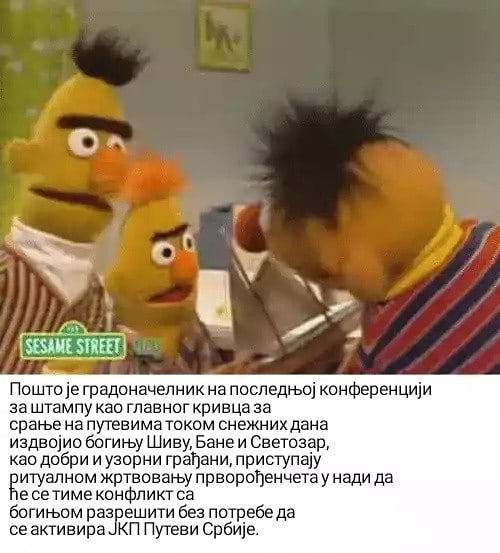 SESAME STREET
Пошто је градоначелник на последњој конференцији
за штампу као главног кривца за
срање на путевима током снежних дана
издвојио богињу Шиву, Бане и Светозар,
као добри и узорни грађани, приступају
ритуалном жртвовању прворођенчета у нади да
ће се тиме конфликт са
богињом разрешити без потребе да
се активира ЈКП Путеви Србије.